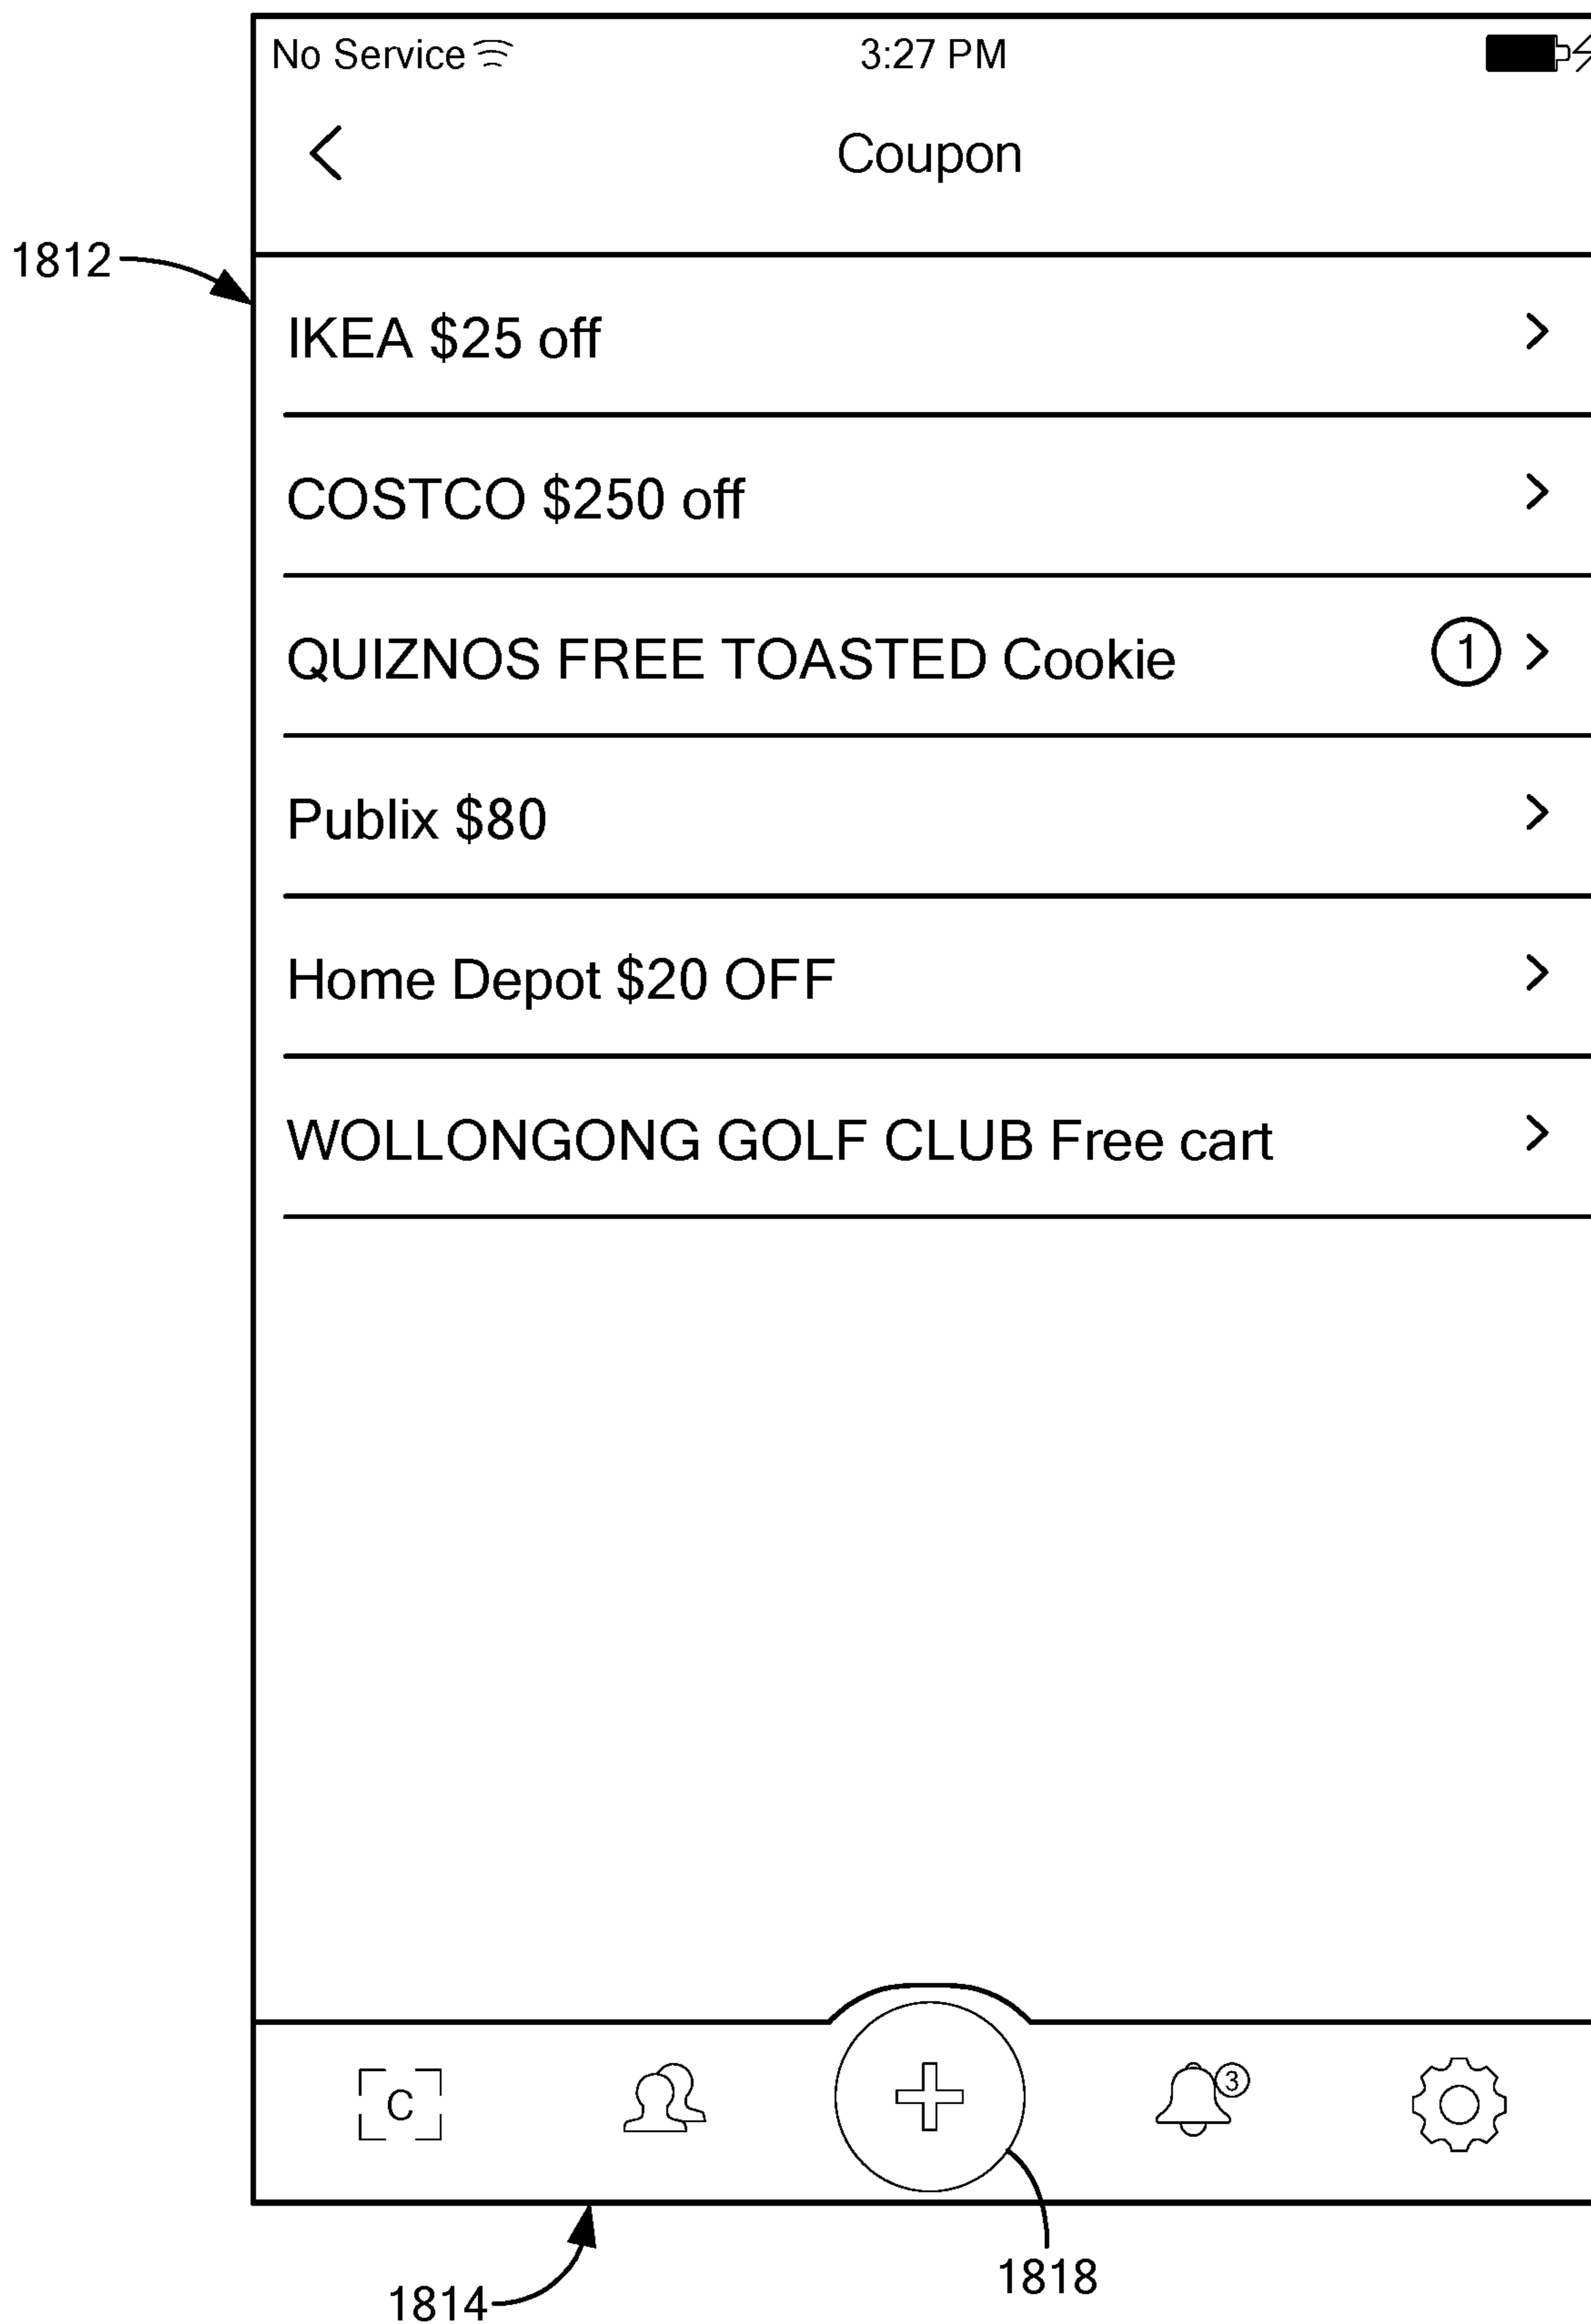 No Service 3:27 PM
Coupon
1812
IKEA $25 off
COSTCO $250 off
QUIZNOS FREE TOASTED Cookie 1
Publix $80
Home Depot $20 OFF
WOLLONGONG GOLF CLUB Free cart
C 3
1818
1814